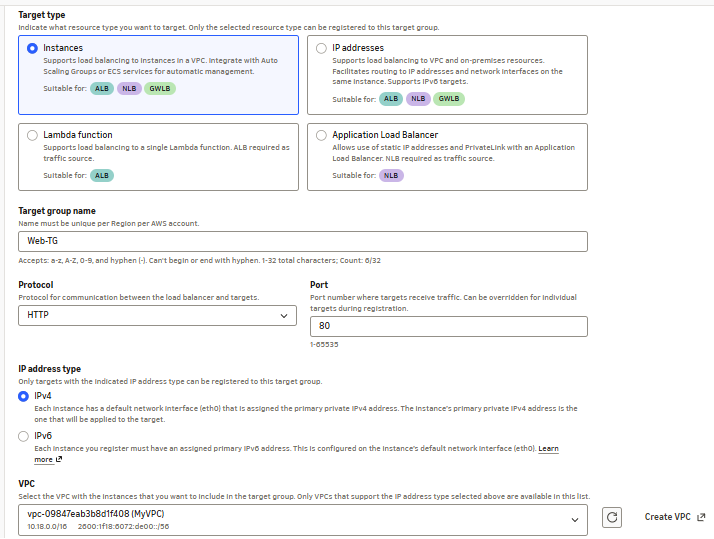 Target type
Indicate what resource type you want to target. Only the selected resource type can be registered to this target group.
Instances
Supports load balancing to instances in a VPC. Integrate with Auto
Scaling Groups or ECS services for automatic management.
Suitable for: ALB NLB GWLB
IP addresses
Supports load balancing to VPC and on-premises resources.
Facilitates routing to IP addresses and network interfaces on the
same instance. Supports IPv6 targets.
Suitable for: ALB NLB GWLB
Lambda function
Supports load balancing to a single Lambda function. ALB required as
traffic source.
Suitable for: ALB
Application Load Balancer
Allows use of static IP addresses and PrivateLink with an Application
Load Balancer. NLB required as traffic source.
Suitable for: NLB
Target group name
Name must be unique per Region per AWS account.
Web-TG
Accepts: a-z, A-Z, 0-9, and hyphen (-). Can't begin or end with hyphen. 1-32 total characters; Count: 6/32
Protocol
Protocol for communication between the load balancer and targets.
HTTP
Port
Port number where targets receive traffic. Can be overridden for individual
targets during registration.
80
1-65535
IP address type
Only targets with the indicated IP address type can be registered to this target group.
IPv4
Each instance has a default network interface (eth0) that is assigned the primary private IPv4 address. The instance's primary private IPv4 address is the
one that will be applied to the target.
IPv6
Each instance you register must have an assigned primary IPv6 address. This is configured on the instance's default network interface (eth0). Learn
more
VPC
Select the VPC with the instances that you want to include in the target group. Only VPCs that support the IP address type selected above are available in this list.
vpc-09847eab3b8d1f408 (MyVPC)
10.18.0.0/16 2600:1f18:6072:de00::/56
Create VPC